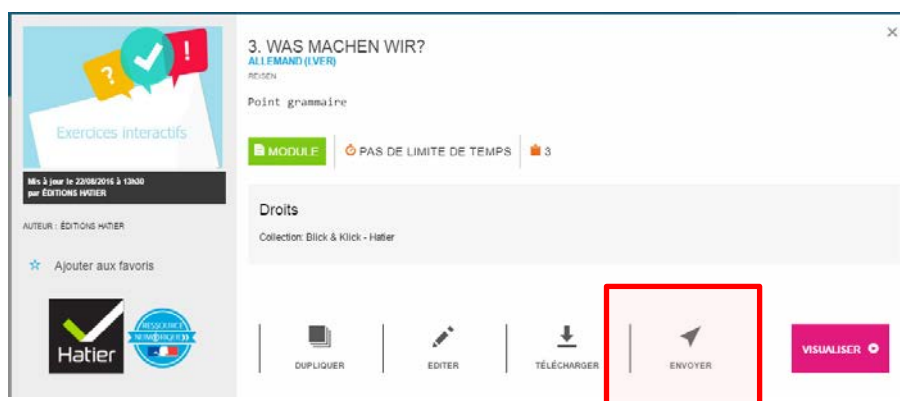 Exercices interactifs
Mis à jour le 22/08/2016 à 13h30
par ÉDITIONS HATIER
AUTEUR : ÉDITIONS HATIER
Ajouter aux favoris
Hatier
RESSOURCE
NUMÉRIQUE
3. WAS MACHEN WIR?
ALLEMAND (LVER)
REISEN
Point grammaire
MODULE
PAS DE LIMITE DE TEMPS
3
Droits
Collection: Blick & Klick - Hatier
DUPLIQUER
EDITER
TÉLÉCHARGER
ENVOYER
VISUALISER